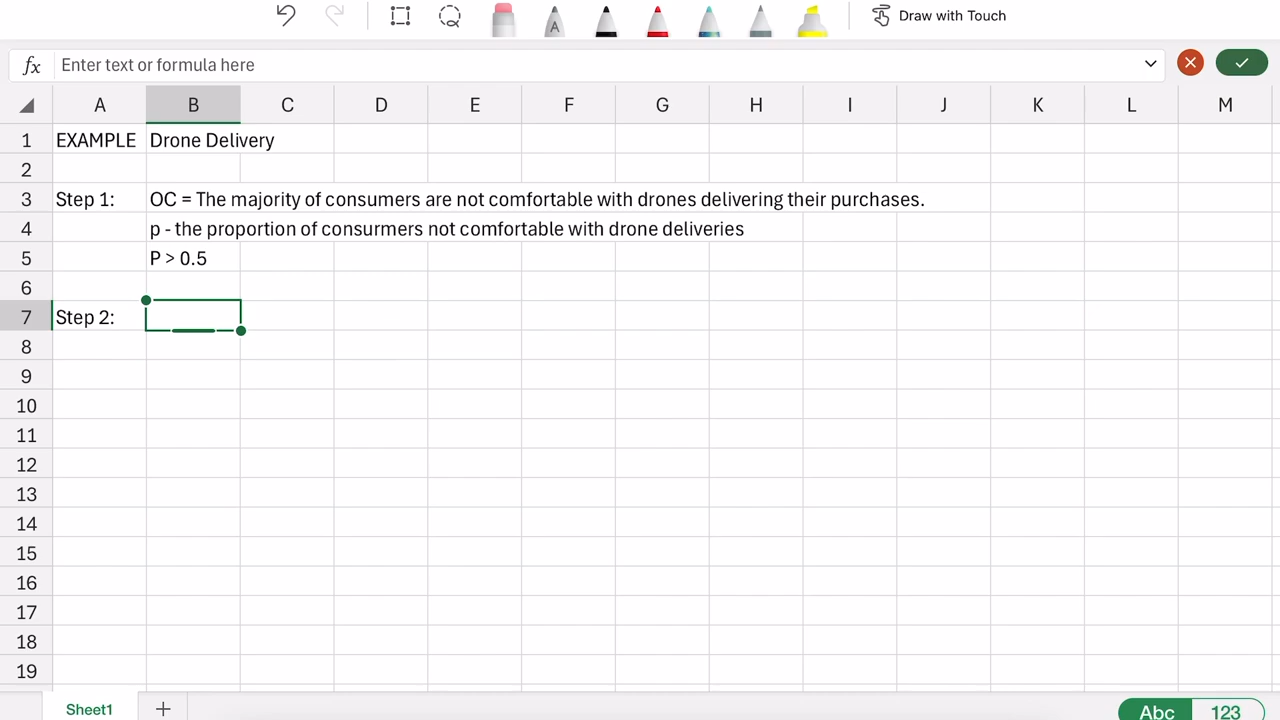 A
Draw with Touch
fx Enter text or formula here
A B C D E F G H I J K L M
1 EXAMPLE Drone Delivery
2
3 Step 1: OC = The majority of consumers are not comfortable with drones delivering their purchases.
4 p - the proportion of consurmers not comfortable with drone deliveries
5 P > 0.5
6
7 Step 2:
8
9
10
11
12
13
14
15
16
17
18
19
Sheet1 +
Abc 123